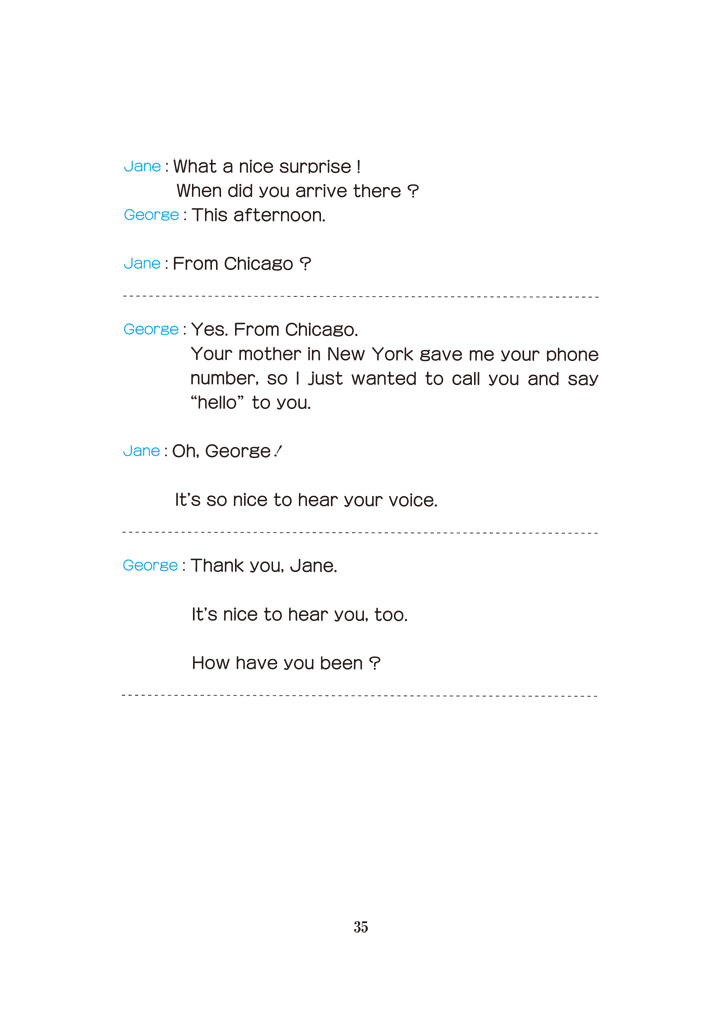 Jane : What a nice surprise !
When did you arrive there ?
George : This afternoon.
Jane : From Chicago ?
George : Yes. From Chicago.
Your mother in New York gave me your phone
number, so I just wanted to call you and say
“hello” to you.
Jane : Oh, George !
It’s so nice to hear your voice.
George : Thank you, Jane.
It’s nice to hear you, too.
How have you been ?
35